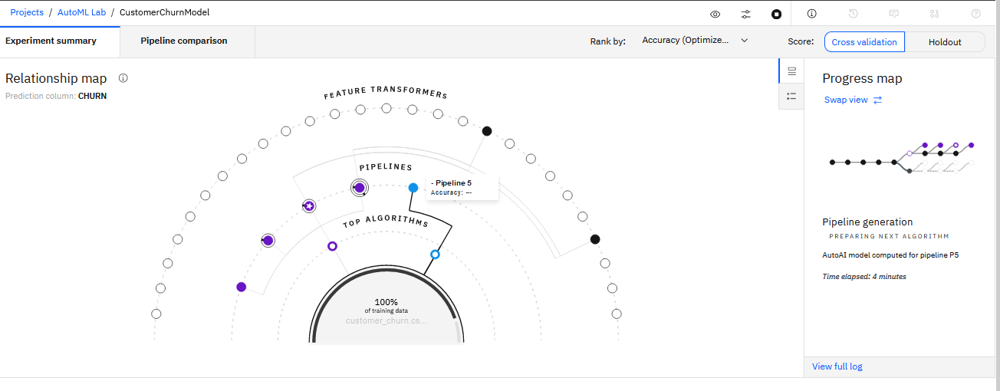 Projects / AutoML Lab / CustomerChurnModel
Experiment summary
Pipeline comparison
Rank by:
Accuracy (Optimize...
Score:
Cross validation
Holdout
Relationship map
Prediction column: CHURN
FEATURE TRANSFORMERS
PIPELINES
- Pipeline 5
Accuracy: —
TOP ALGORITHMS
100%
of training data
customer_churn.cs...
Progress map
Swap view
Pipeline generation
PREPARING NEXT ALGORITHM
AutoAI model computed for pipeline P5
Time elapsed: 4 minutes
View full log